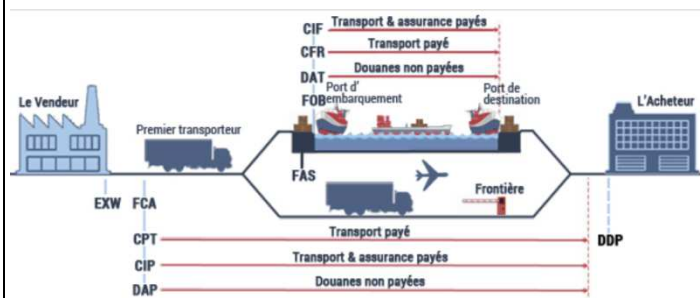 CIF Transport & assurance payés
CFR Transport payé
DAT Douanes non payées
FOB
Port d'
embarquement
Port de
destination
Le Vendeur
L'Acheteur
Premier transporteur
FAS
Frontière
EXW
FCA
CPT Transport payé
DDP
CIP Transport & assurance payés
DAP Douanes non payées